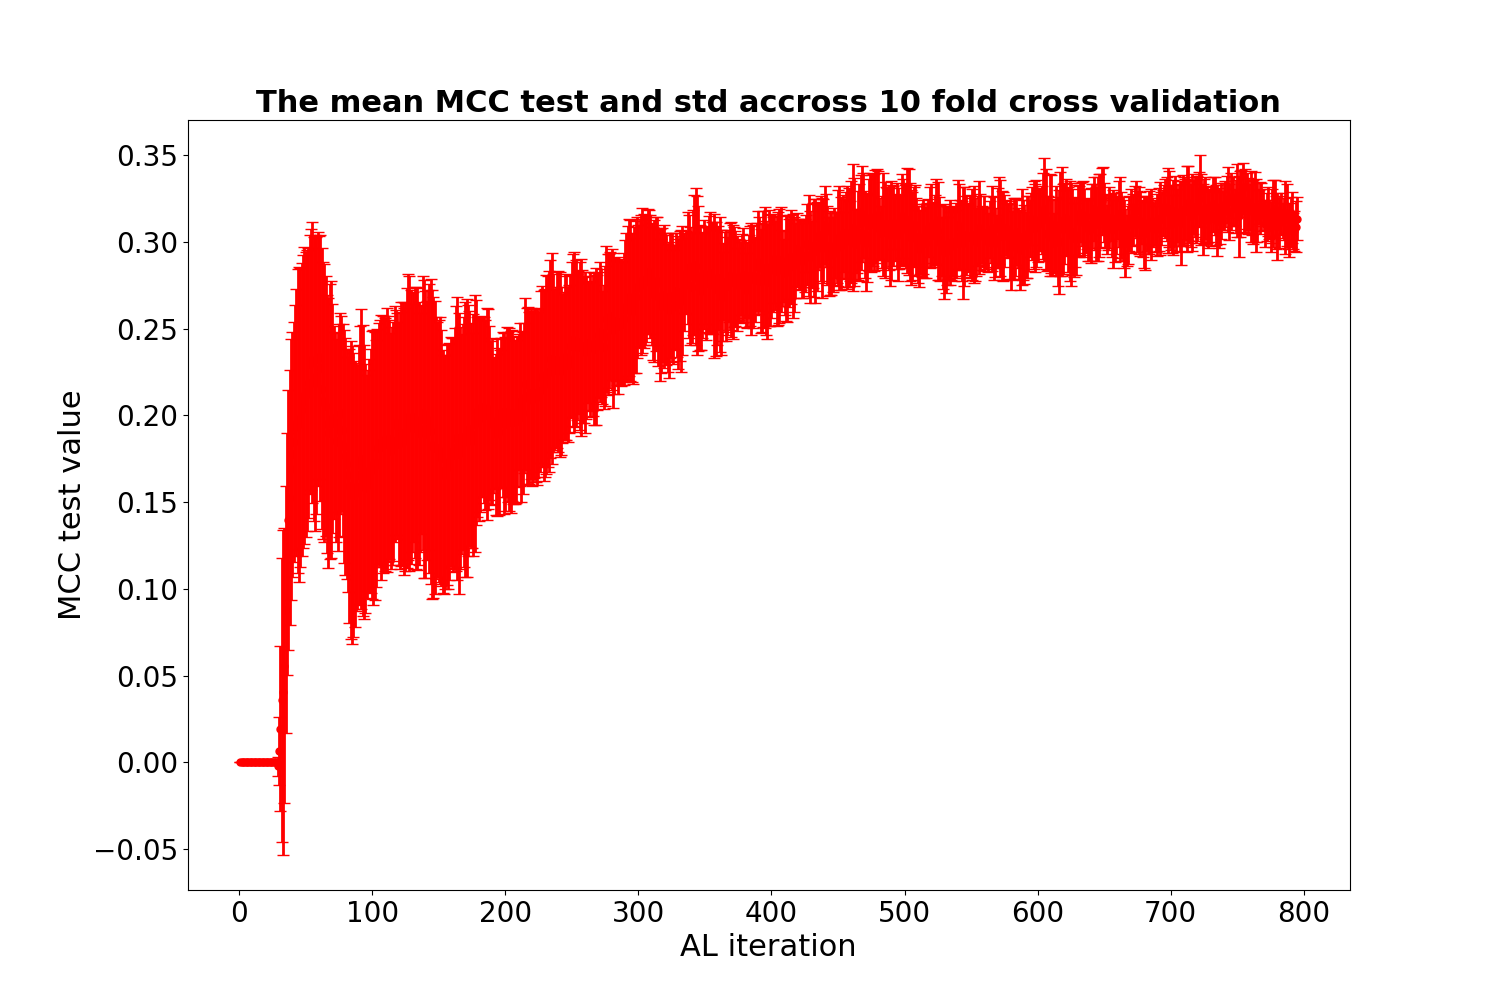 The mean MCC test and std accross 10 fold cross validation
0.35
0.30
0.25
0.20
0.15
0.10
0.05
0.00
−0.05
MCC test value
0 100 200 300 400 500 600 700 800
AL iteration